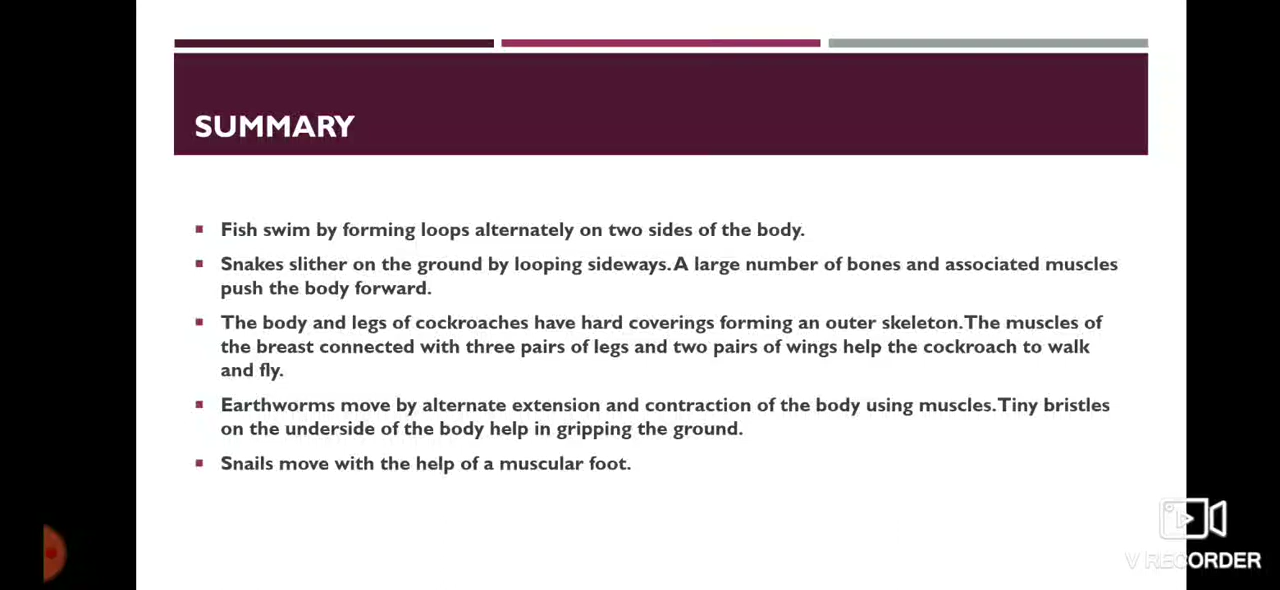 SUMMARY
Fish swim by forming loops alternately on two sides of the body.
Snakes slither on the ground by looping sideways. A large number of bones and associated muscles
push the body forward.
The body and legs of cockroaches have hard coverings forming an outer skeleton. The muscles of
the breast connected with three pairs of legs and two pairs of wings help the cockroach to walk
and fly.
Earthworms move by alternate extension and contraction of the body using muscles. Tiny bristles
on the underside of the body help in gripping the ground.
Snails move with the help of a muscular foot.
V RECORDER